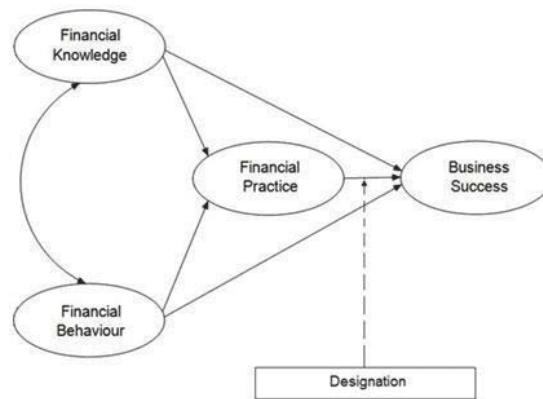 Financial
Knowledge
Financial
Practice
Business
Success
Financial
Behaviour
Designation